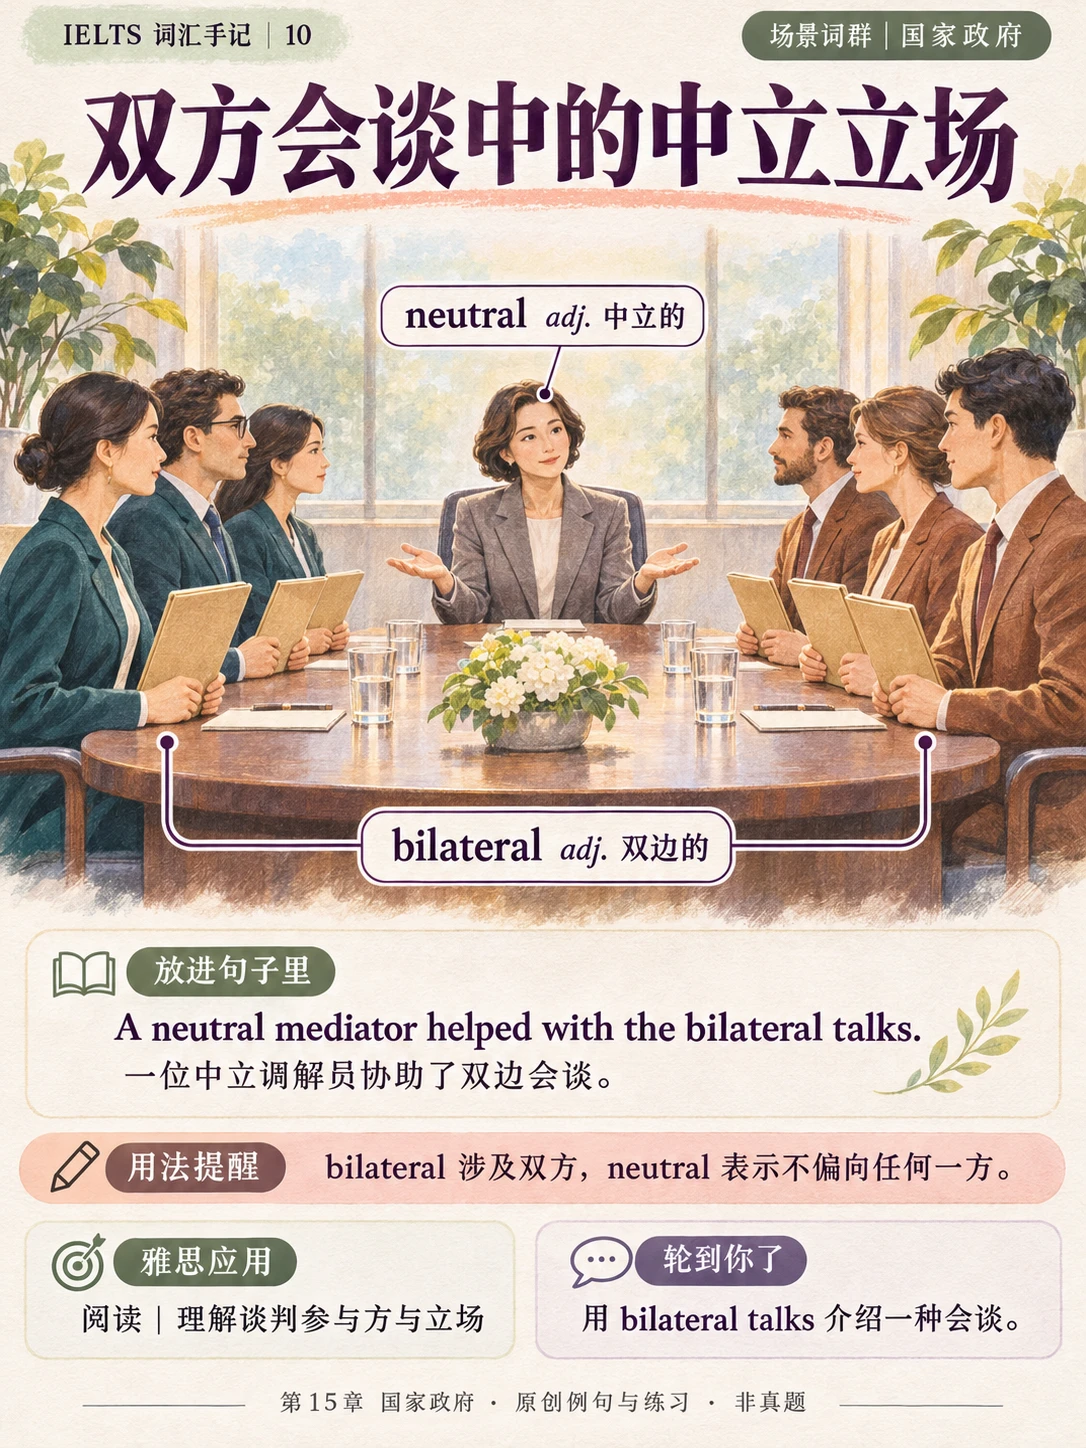 IELTS 词汇手记 | 10
场景词群 | 国家政府
双方会谈中的中立立场
neutral adj. 中立的
bilateral adj. 双边的
放进句子里
A neutral mediator helped with the bilateral talks.
一位中立调解员协助了双边会谈。
用法提醒
bilateral 涉及双方，neutral 表示不偏向任何一方。
雅思应用
阅读 | 理解谈判参与方与立场
轮到你了
用 bilateral talks 介绍一种会谈。
第15章 国家政府 · 原创例句与练习 · 非真题